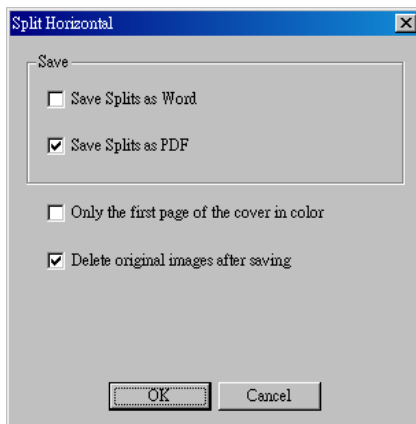 Split Horizontal
Save
Save Splits as Word
Save Splits as PDF
Only the first page of the cover in color
Delete original images after saving
OK
Cancel